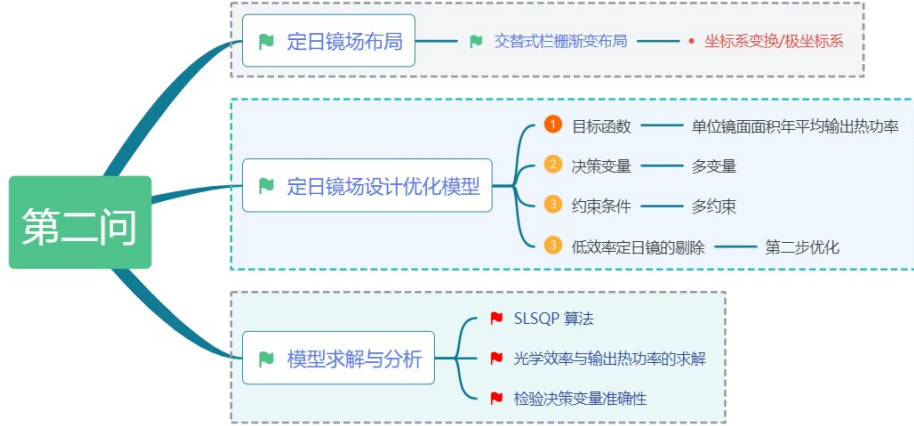 第二问
定日镜场布局
交替式栏栅渐变布局
坐标系变换/极坐标系
定日镜场设计优化模型
1 目标函数
单位镜面面积年平均输出热功率
2 决策变量
多变量
3 约束条件
多约束
3 低效率定日镜的剔除
第二步优化
模型求解与分析
SLSQP 算法
光学效率与输出热功率的求解
检验决策变量准确性